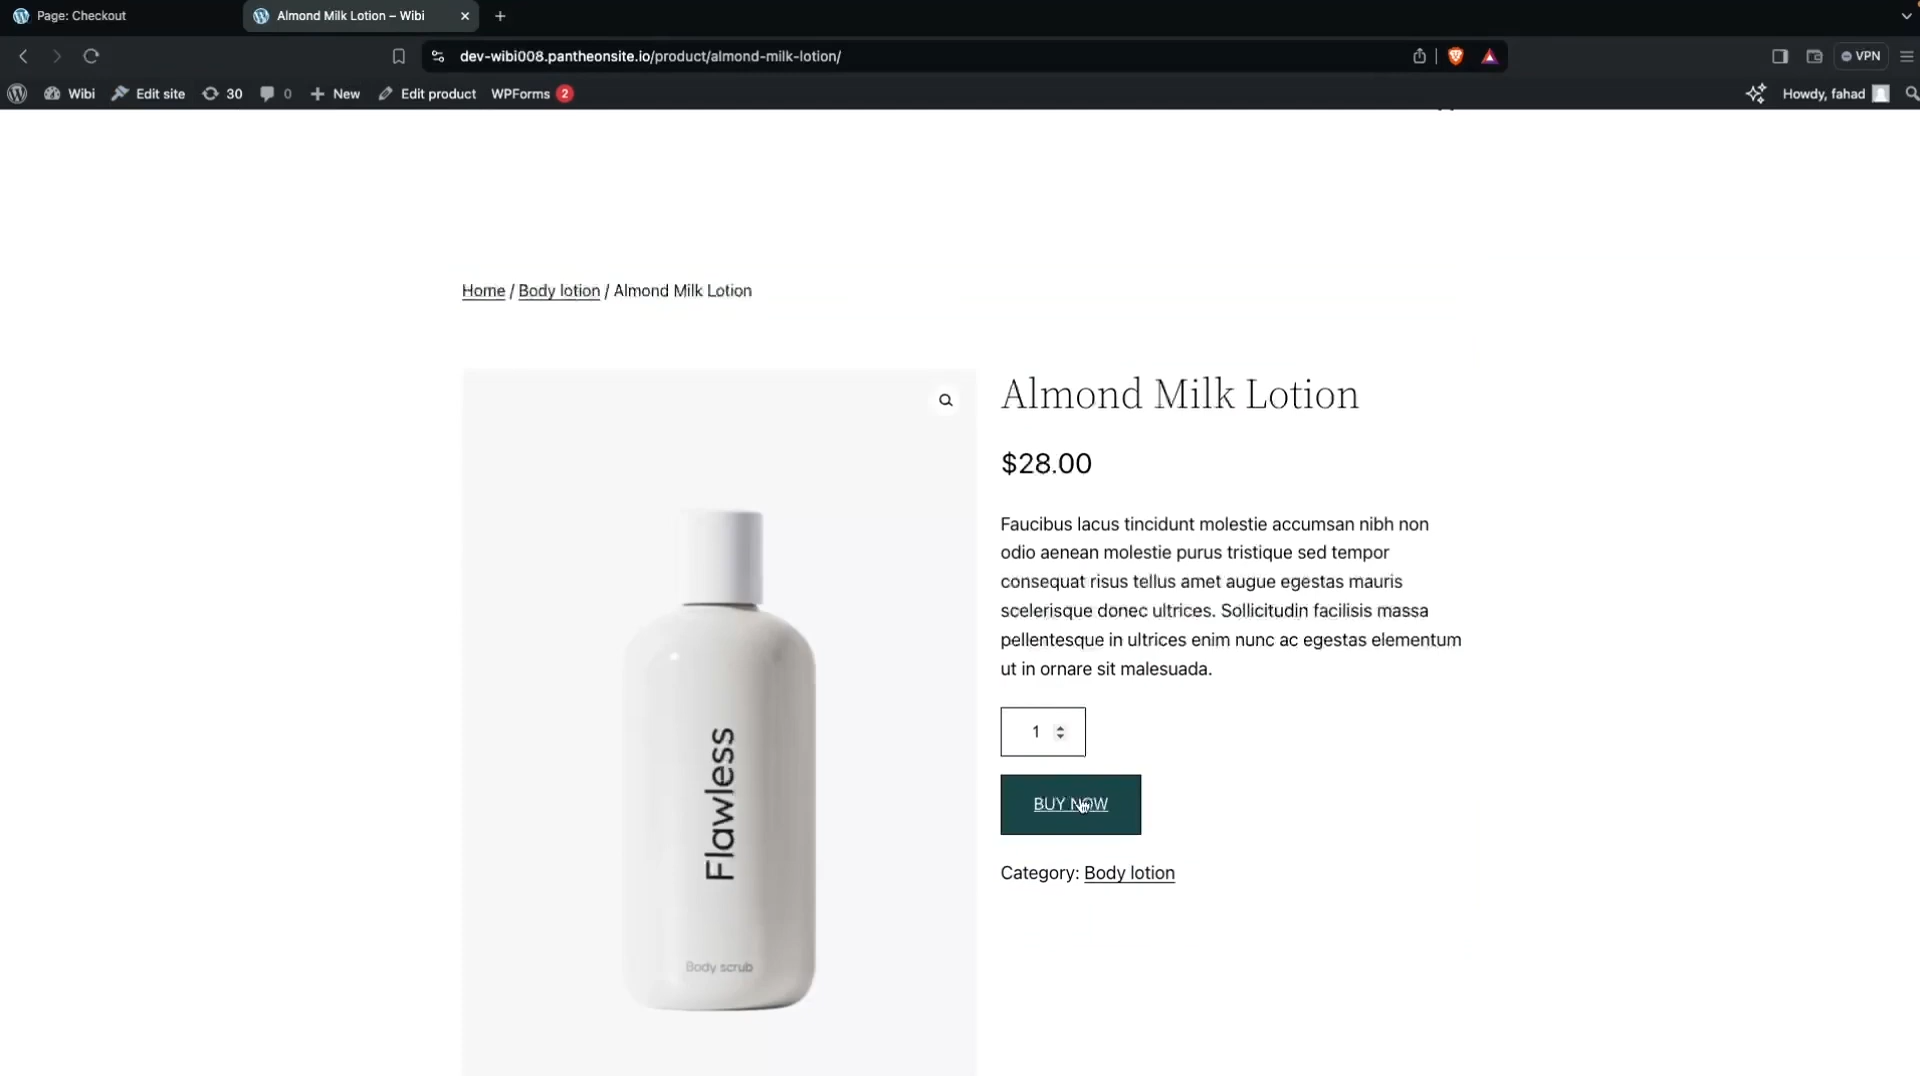 Page: Checkout
Almond Milk Lotion – Wibi
dev-wibi008.pantheonsite.io/product/almond-milk-lotion/
VPN
Wibi
Edit site
30
0
New
Edit product
WPForms 2
Howdy, fahad
Home / Body lotion / Almond Milk Lotion
Almond Milk Lotion
$28.00
Faucibus lacus tincidunt molestie accumsan nibh non
odio aenean molestie purus tristique sed tempor
consequat risus tellus amet augue egestas mauris
scelerisque donec ultrices. Sollicitudin facilisis massa
pellentesque in ultrices enim nunc ac egestas elementum
ut in ornare sit malesuada.
1
BUY NOW
Category: Body lotion
Flawless
Body scrub